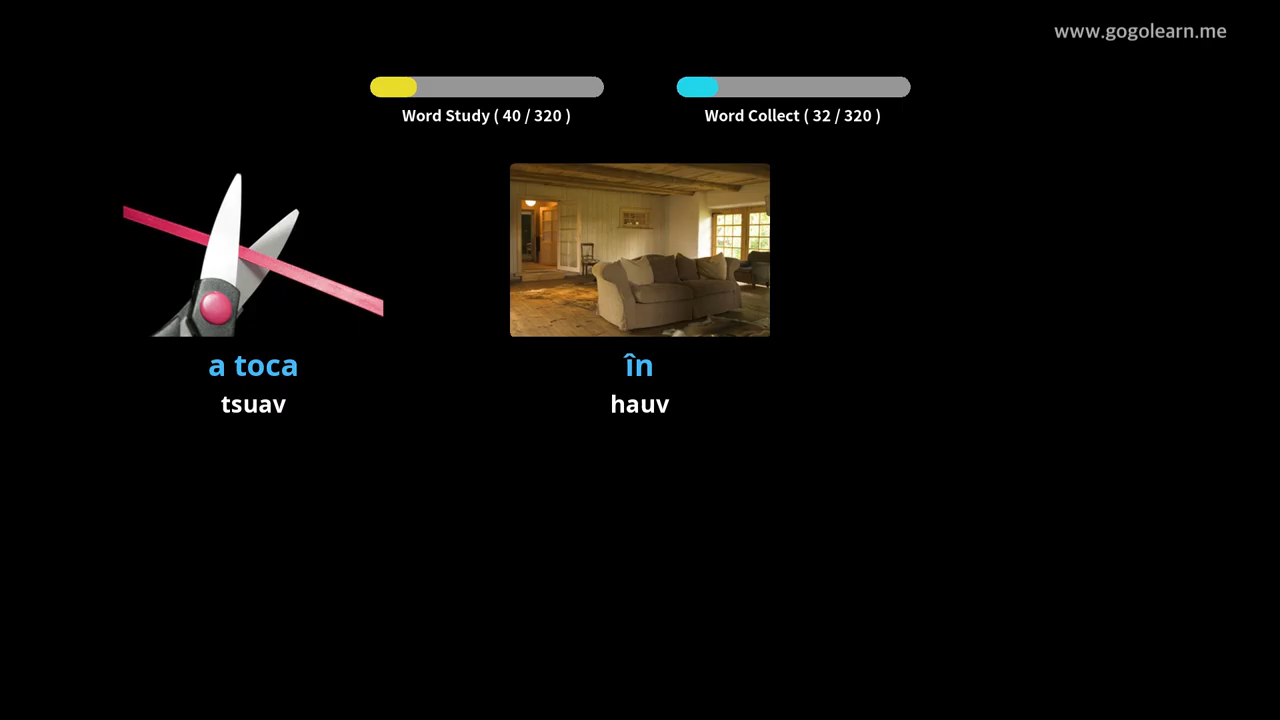 www.gogolearn.me
Word Study ( 40 / 320 )
Word Collect ( 32 / 320 )
a toca
tsuav
în
hauv